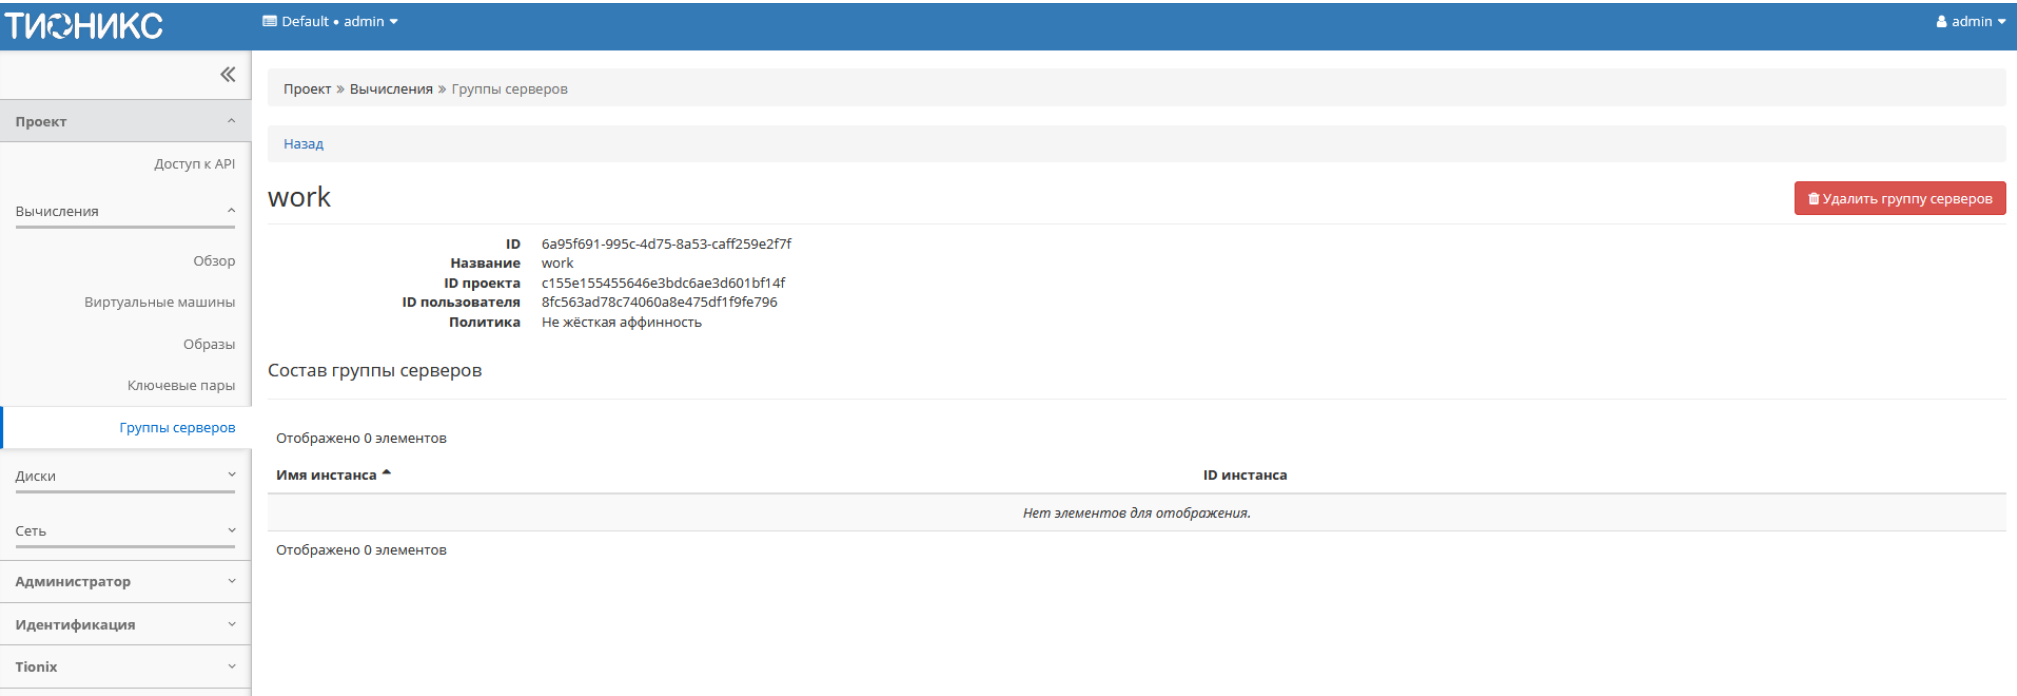 ТИОНИКС
Default • admin
admin
Проект » Вычисления » Группы серверов
Проект
Назад
Доступ к API
work
Удалить группу серверов
Вычисления
ID 6a95f691-995c-4d75-8a53-caff259e2f7f
Обзор
Название work
ID проекта c155e155455646e3bdc6ae3d601bf14f
Виртуальные машины
ID пользователя 8fc563ad78c74060a8e475df1f9fe796
Политика Не жёсткая аффинность
Образы
Состав группы серверов
Ключевые пары
Группы серверов
Отображено 0 элементов
Диски
Имя инстанса ID инстанса
Нет элементов для отображения.
Сеть
Отображено 0 элементов
Администратор
Идентификация
Tionix